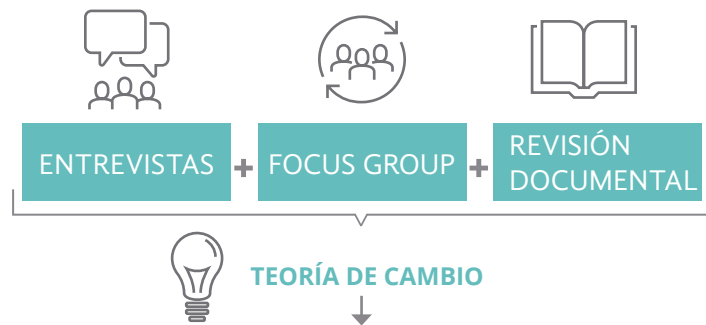 ENTREVISTAS + FOCUS GROUP + REVISIÓN
DOCUMENTAL
TEORÍA DE CAMBIO